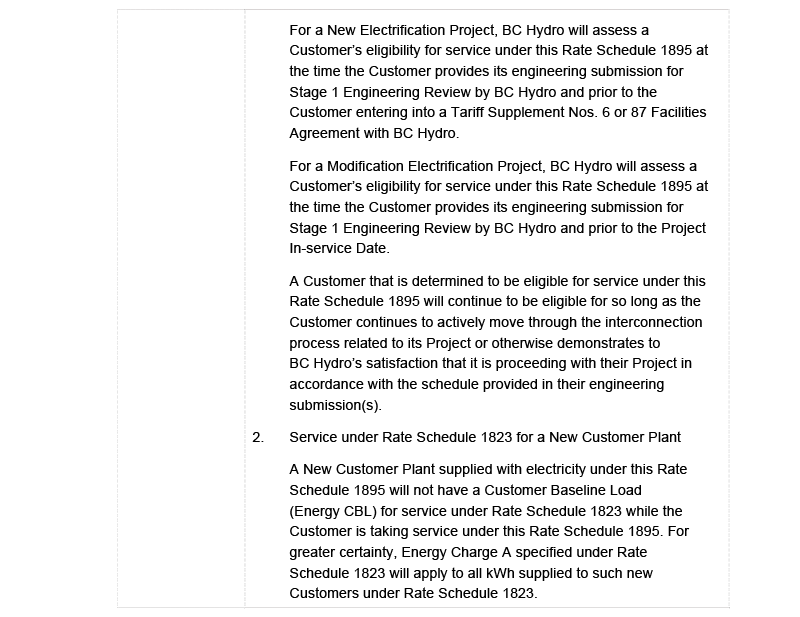 For a New Electrification Project, BC Hydro will assess a
Customer's eligibility for service under this Rate Schedule 1895 at
the time the Customer provides its engineering submission for
Stage 1 Engineering Review by BC Hydro and prior to the
Customer entering into a Tariff Supplement Nos. 6 or 87 Facilities
Agreement with BC Hydro.
For a Modification Electrification Project, BC Hydro will assess a
Customer's eligibility for service under this Rate Schedule 1895 at
the time the Customer provides its engineering submission for
Stage 1 Engineering Review by BC Hydro and prior to the Project
In-service Date.
A Customer that is determined to be eligible for service under this
Rate Schedule 1895 will continue to be eligible for so long as the
Customer continues to actively move through the interconnection
process related to its Project or otherwise demonstrates to
BC Hydro's satisfaction that it is proceeding with their Project in
accordance with the schedule provided in their engineering
submission(s).
2. Service under Rate Schedule 1823 for a New Customer Plant
A New Customer Plant supplied with electricity under this Rate
Schedule 1895 will not have a Customer Baseline Load
(Energy CBL) for service under Rate Schedule 1823 while the
Customer is taking service under this Rate Schedule 1895. For
greater certainty, Energy Charge A specified under Rate
Schedule 1823 will apply to all kWh supplied to such new
Customers under Rate Schedule 1823.